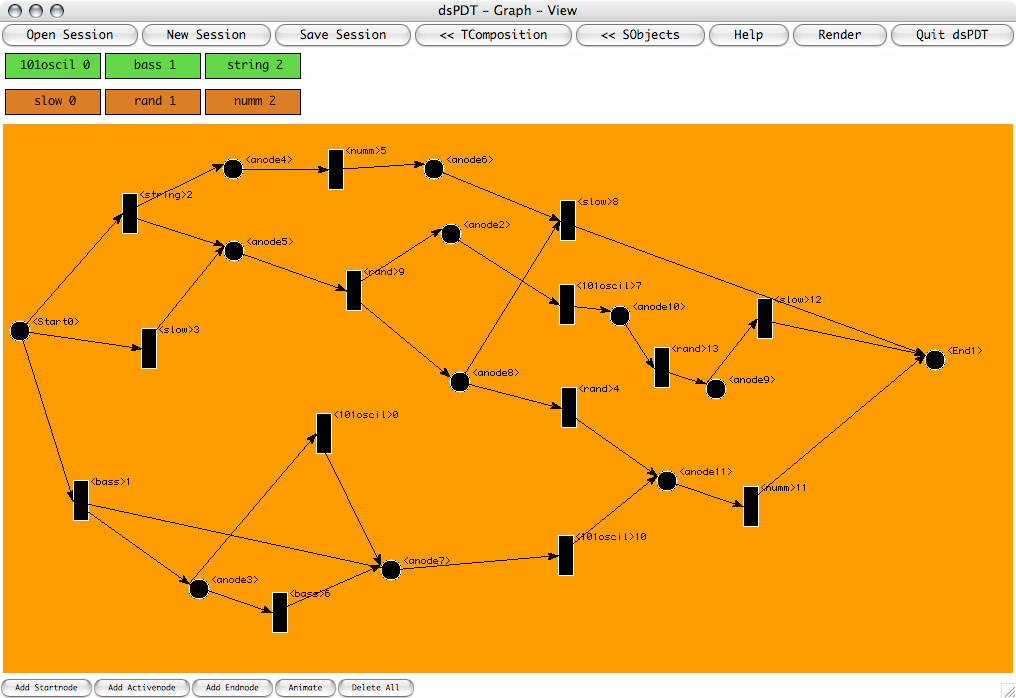 dsPDT - Graph - View
Open Session New Session Save Session << TComposition << SObjects Help Render Quit dsPDT
101oscil 0 bass 1 string 2
slow 0 rand 1 numm 2
<numm>5
<anode4> <anode6>
<string>2 <slow>8
<anode2>
<anode5>
<rand>9
<101oscil>7
<slow>12
<anode10>
<Start0>
<slow>3
<rand>13 <End1>
<anode8> <anode9>
<rand>4
<101oscil>0
<anode11>
<bass>1 <numm>11
<101oscil>10
<anode7>
<anode3>
<bass>6
Add Startnode Add Activenode Add Endnode Animate Delete All